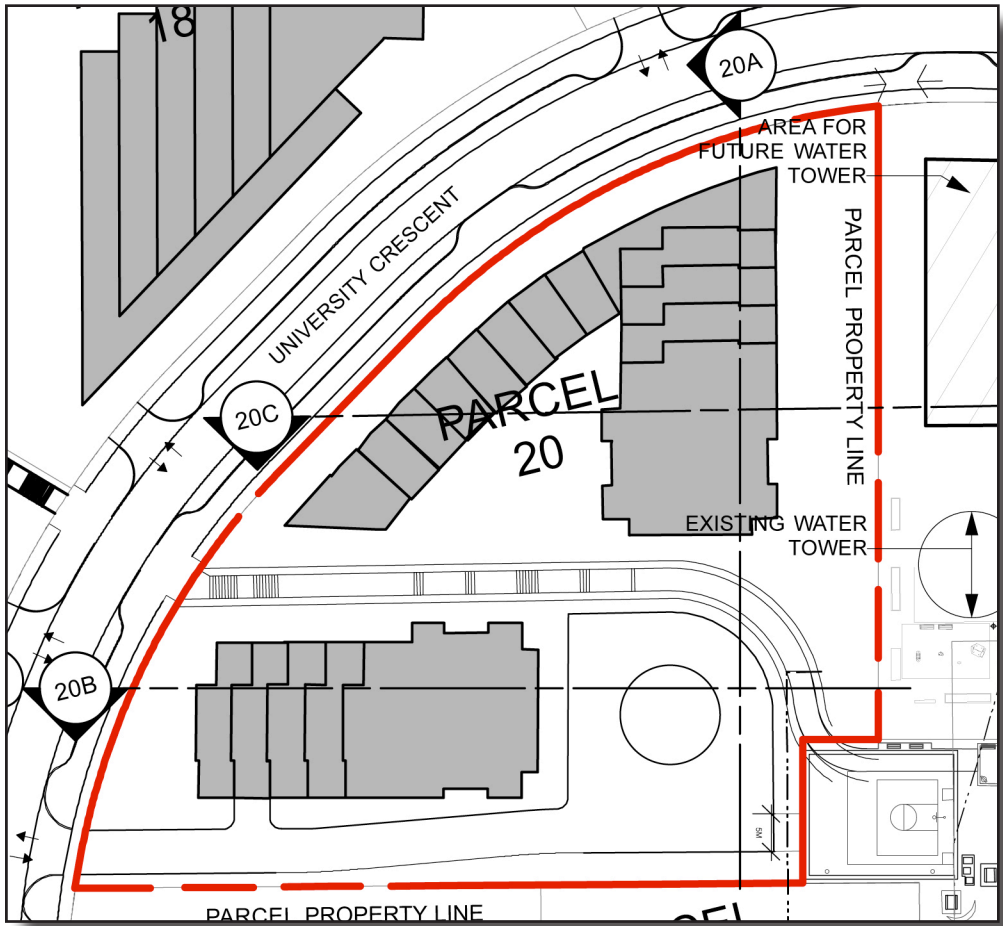 18
20A
AREA FOR
FUTURE WATER
TOWER
UNIVERSITY CRESCENT
PARCEL PROPERTY LINE
20C
PARCEL
20
EXISTING WATER
TOWER
20B
5M
PARCEL PROPERTY LINE